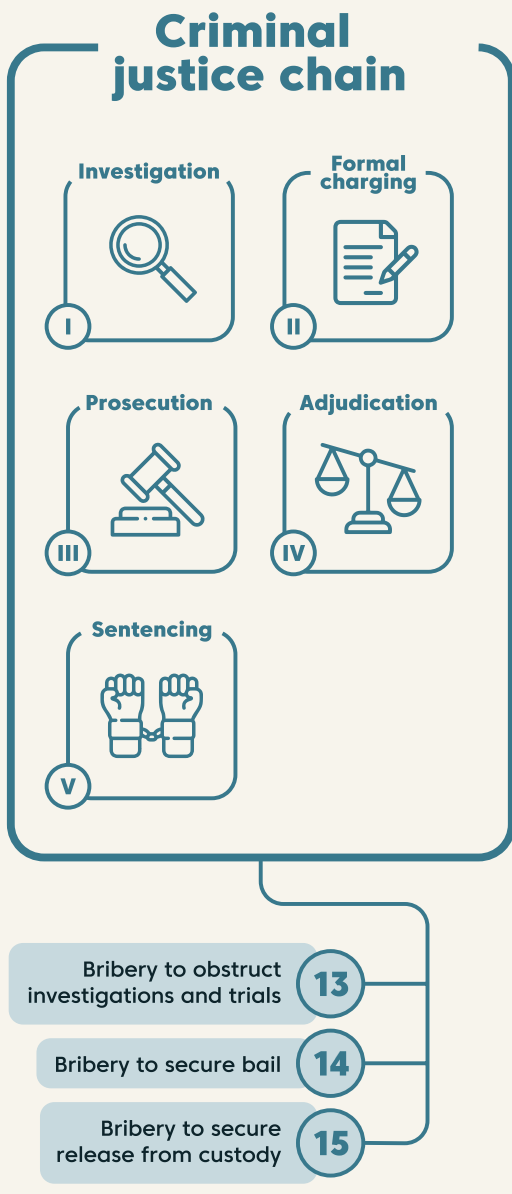 Criminal
justice chain
Investigation
I
Formal
charging
II
Prosecution
III
Adjudication
IV
Sentencing
V
Bribery to obstruct
investigations and trials
13
Bribery to secure bail
14
Bribery to secure
release from custody
15